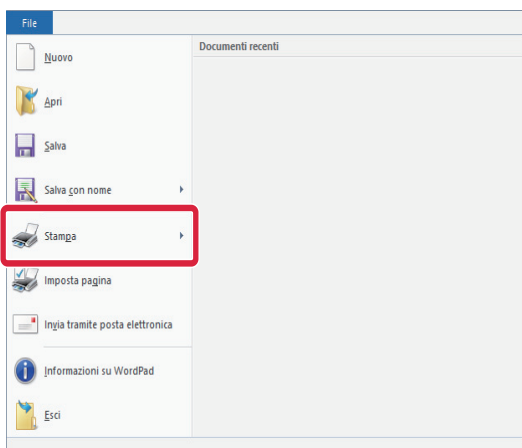 File
Documenti recenti
Nuovo
Apri
Salva
Salva con nome
Stampa
Imposta pagina
Invia tramite posta elettronica
Informazioni su WordPad
Esci